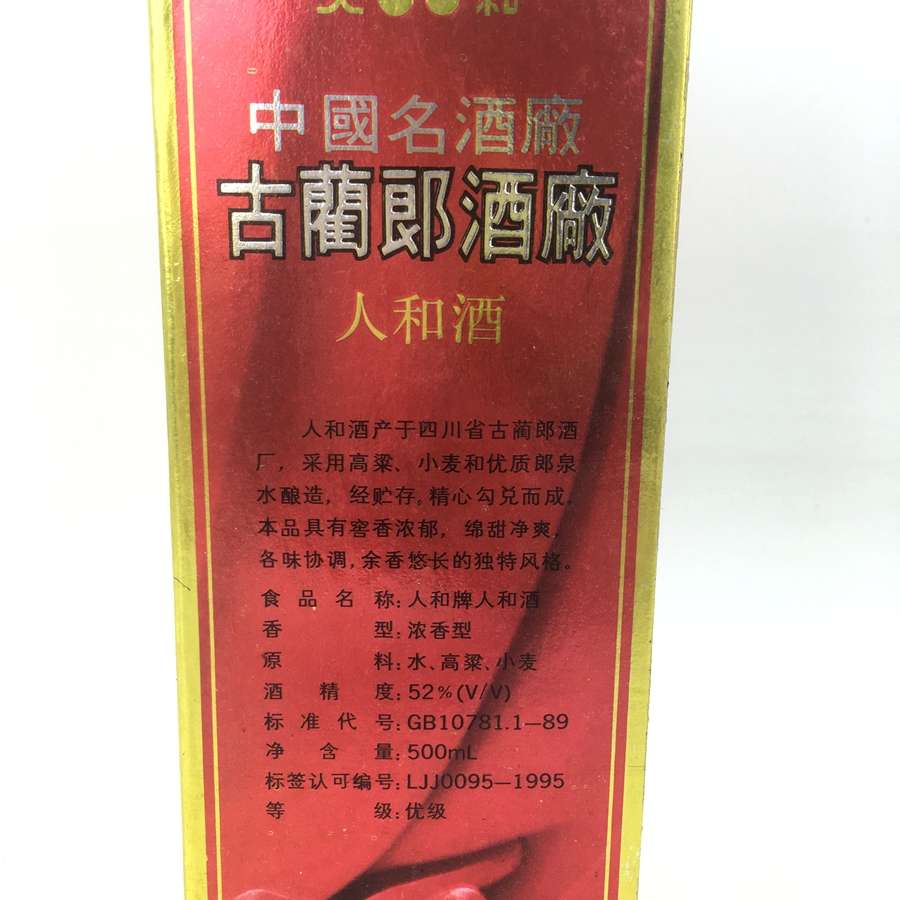 和
中國名酒廠
古藺郎酒廠
人和酒
人和酒产于四川省古蔺郎酒
厂，采用高粱、小麦和优质郎泉
水酿造，经贮存。精心勾兑而成，
本品具有窖香浓郁，绵甜净爽，
各味协调，余香悠长的独特风格。
食品名称：人和牌人和酒
香型：浓香型
原料：水、高粱、小麦
酒精度：52%(V/V)
标准代号：GB10781.1—89
净含量：500mL
标签认可编号：LJJ0095—1995
等级：优级